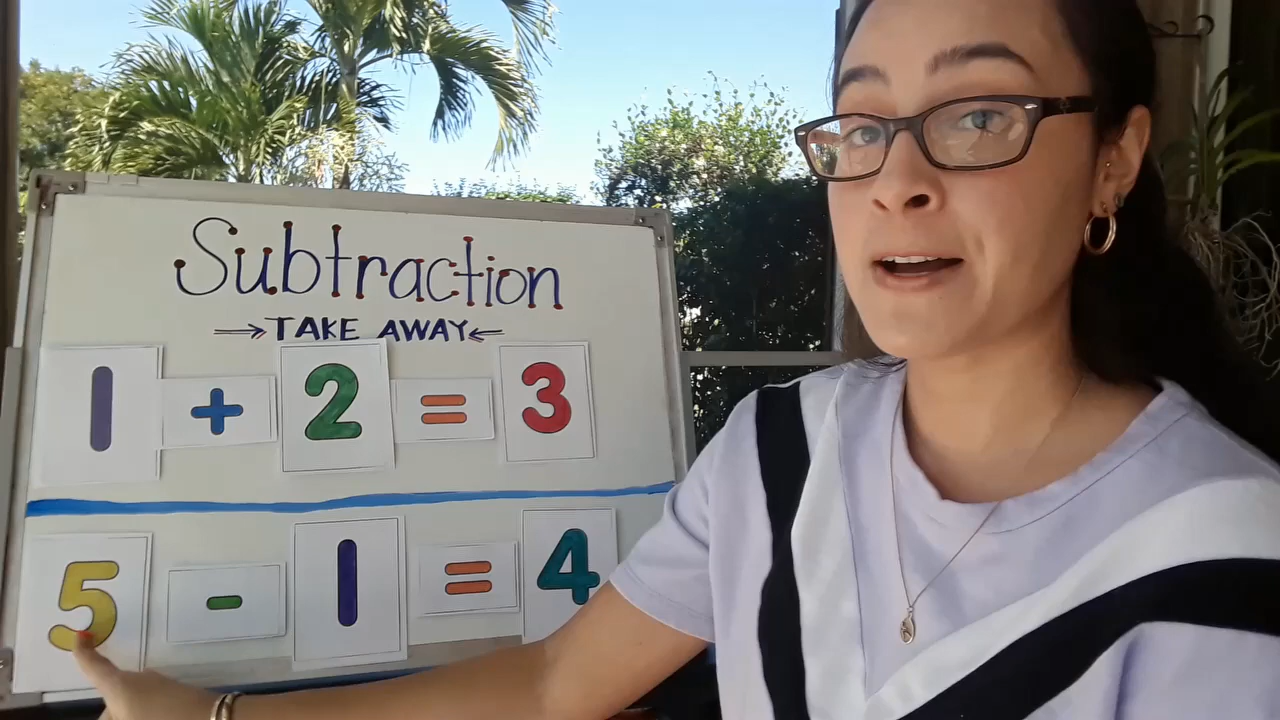 Subtraction
→TAKE AWAY←
1 + 2 = 3
5 - 1 = 4